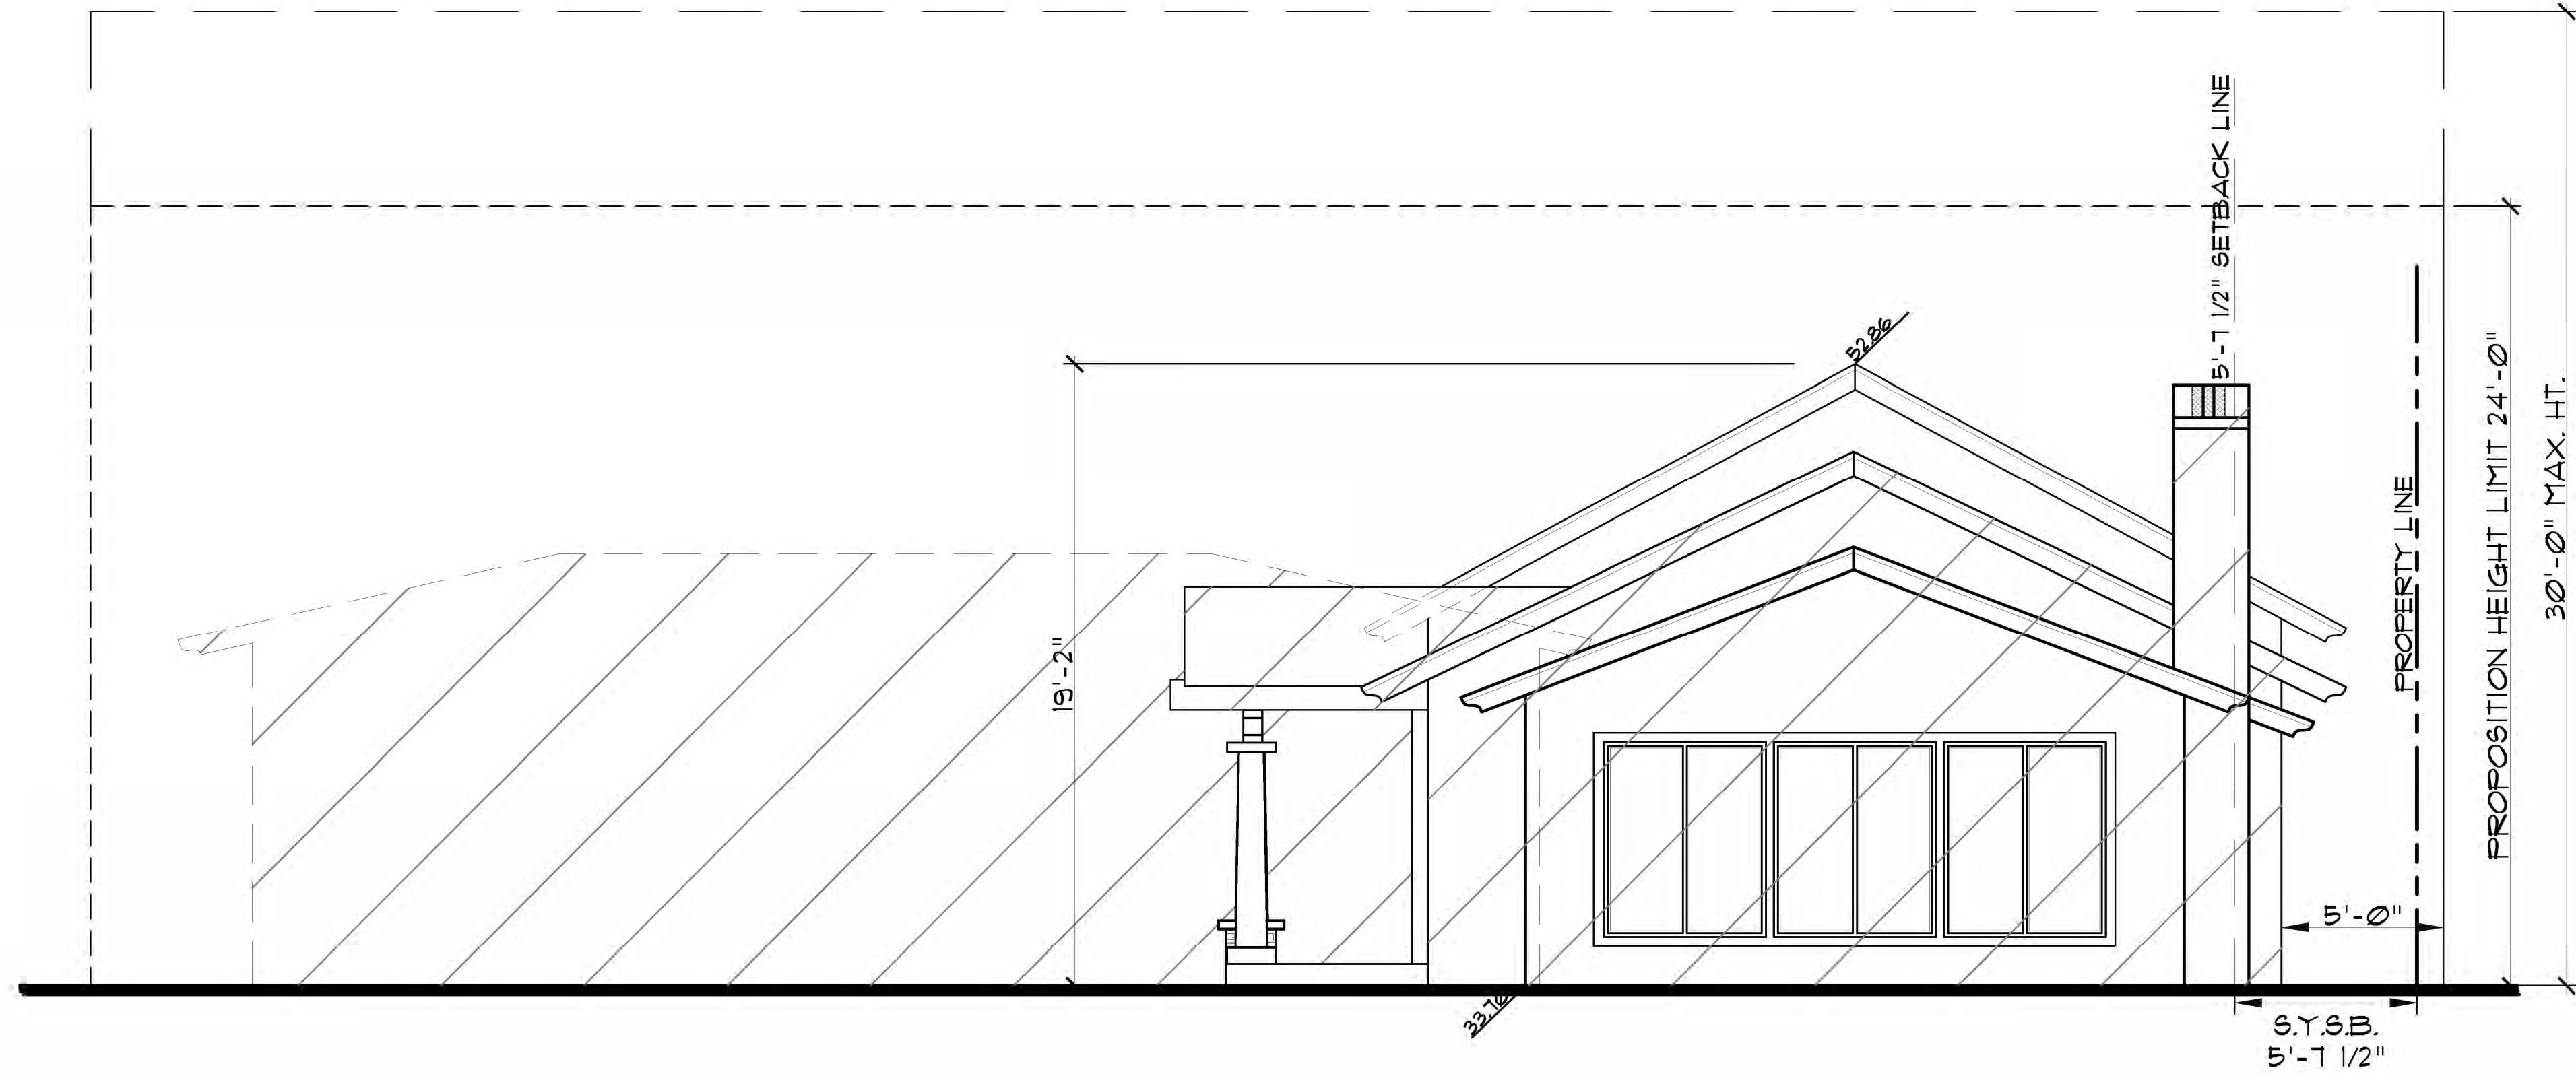 5'-7 1/2" SETBACK LINE
52.86
PROPOSITION HEIGHT LIMIT 24'-0"
30'-0" MAX. HT.
PROPERTY LINE
19'-2"
5'-0"
33.70
S.Y.S.B.
5'-7 1/2"